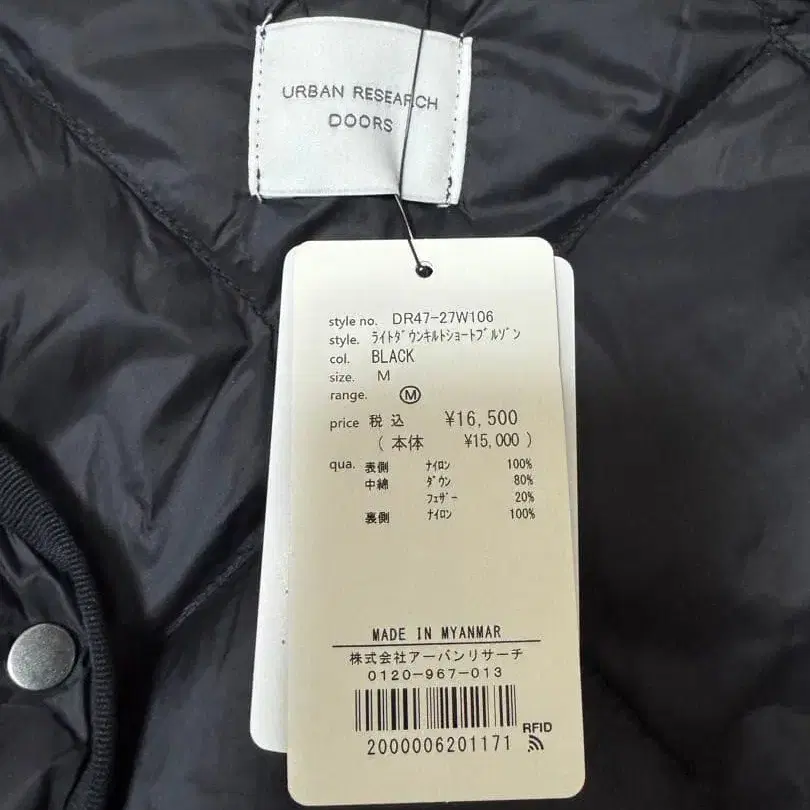 URBAN RESEARCH
DOORS
style no. DR47-27W106
style. ﾗｲﾄﾀﾞｳﾝｷﾙﾄｼｮｰﾄﾌﾞﾙｿﾞﾝ
col. BLACK
size. M
range. Ⓜ
price 税込 ¥16,500
( 本体 ¥15,000 )
qua. 表側 ﾅｲﾛﾝ 100%
中綿 ﾀﾞｳﾝ 80%
ﾌｪｻﾞｰ 20%
裏側 ﾅｲﾛﾝ 100%
MADE IN MYANMAR
株式会社アーバンリサーチ
0120-967-013
RFID
2000006201171